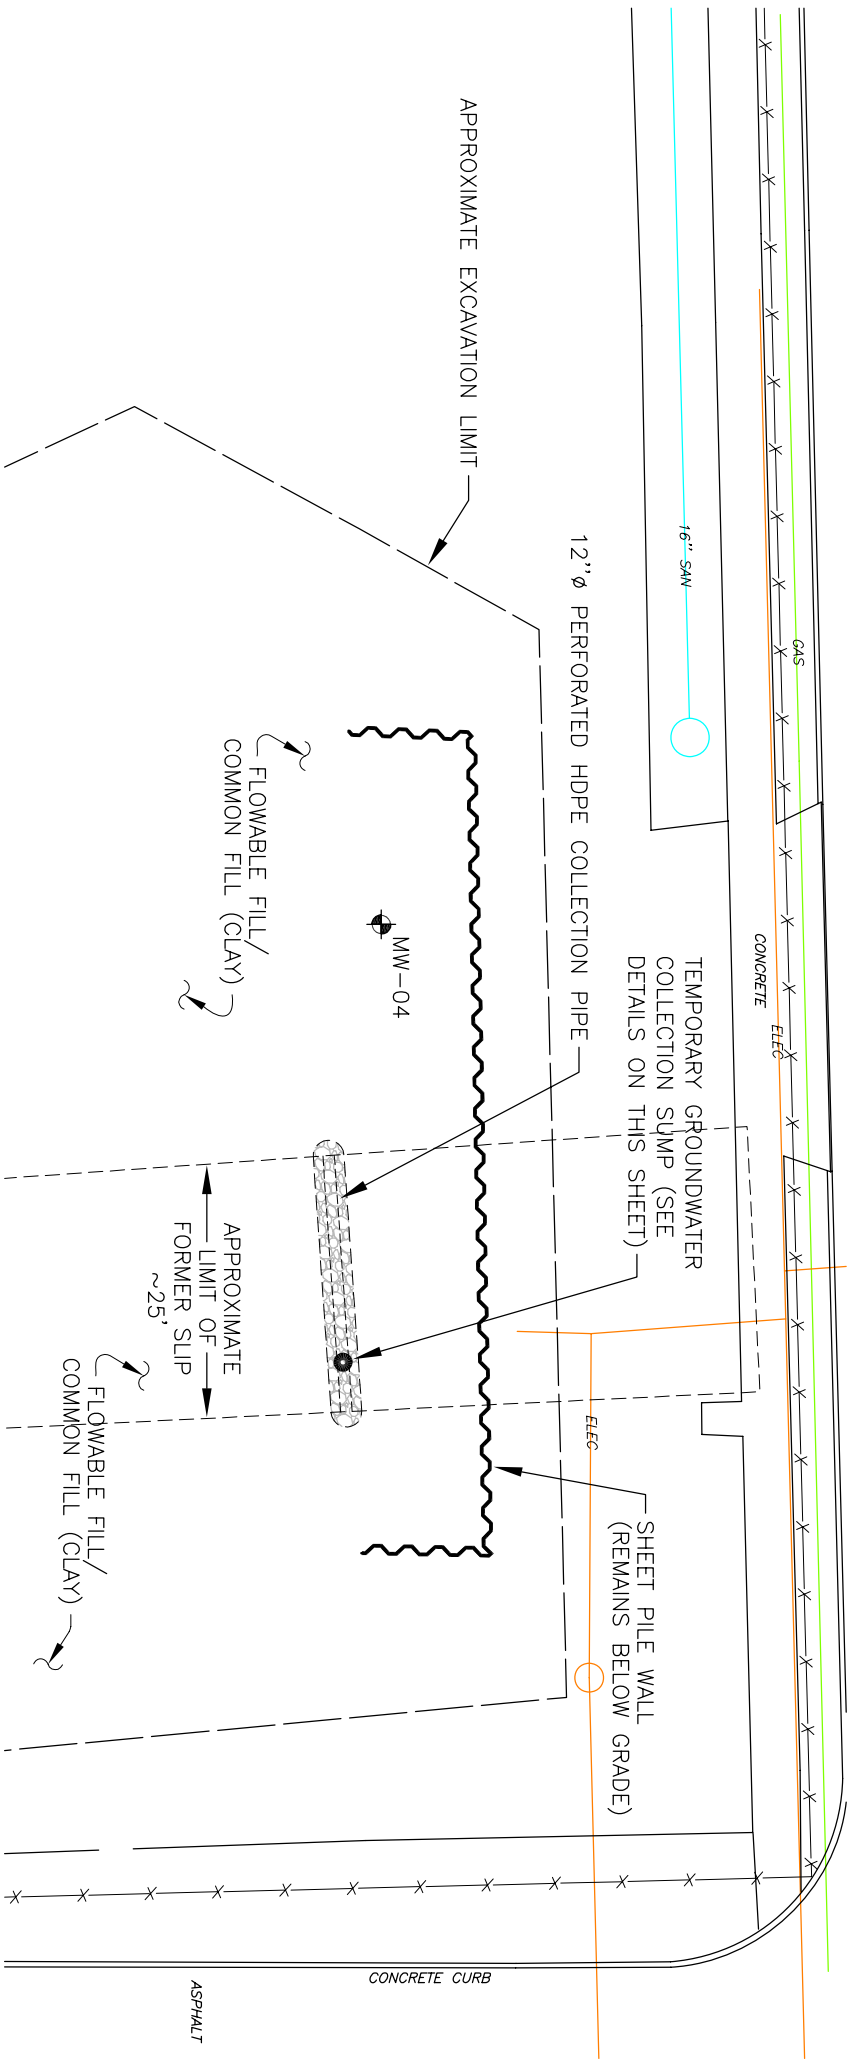 APPROXIMATE EXCAVATION LIMIT
16" SAN
GAS
12"ø PERFORATED HDPE COLLECTION PIPE
FLOWABLE FILL/
COMMON FILL (CLAY)
MW-04
CONCRETE
ELEC
TEMPORARY GROUNDWATER
COLLECTION SUMP (SEE
DETAILS ON THIS SHEET)
APPROXIMATE
LIMIT OF
FORMER SLIP
~25'
FLOWABLE FILL/
COMMON FILL (CLAY)
ELEC
SHEET PILE WALL
(REMAINS BELOW GRADE)
CONCRETE CURB
ASPHALT